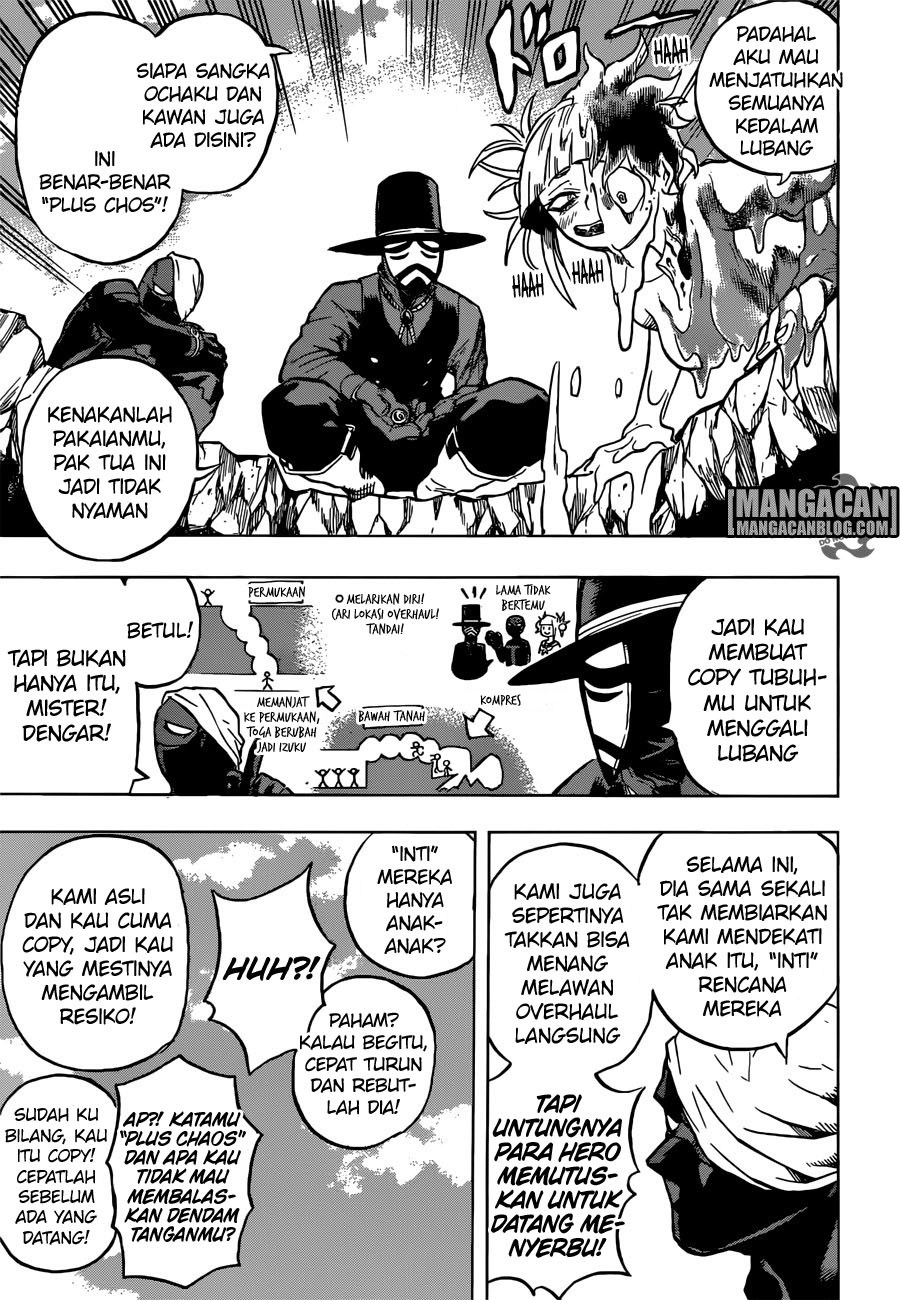 PADAHAL
AKU MAU
MENJATUHKAN
SEMUANYA
KEDALAM
LUBANG
HAAH
HAAH
ドロー
HAAH
HAAH
SIAPA SANGKA
OCHAKU DAN
KAWAN JUGA
ADA DISINI?
INI
BENAR-BENAR
"PLUS CHOS"!
KENAKANLAH
PAKAIANMU,
PAK TUA INI
JADI TIDAK
NYAMAN
[MANGACAN]
MANGACANBLOG.COM
JADI KAU
MEMBUAT
COPY TUBUH-
MU UNTUK
MENGGALI
LUBANG
LAMA TIDAK
BERTEMU
MELARIKAN DIRI!
CARI LOKASI OVERHAUL!
TANDAI!
PERMUKAAN
KOMPRES
BAWAH TANAH
MEMANJAT
KE PERMUKAAN,
TOGA BERUBAH
JADI IZUKU
BETUL!
TAPI BUKAN
HANYA ITU,
MISTER!
DENGAR!
SELAMA INI,
DIA SAMA SEKALI
TAK MEMBIARKAN
KAMI MENDEKATI
ANAK ITU, "INTI"
RENCANA
MEREKA
KAMI JUGA
SEPERTINYA
TAKKAN BISA
MENANG
MELAWAN
OVERHAUL
LANGSUNG
TAPI
UNTUNGNYA
PARA HERO
MEMUTUS-
KAN UNTUK
DATANG ME-
NYERBU!
"INTI"
MEREKA
HANYA
ANAK-
ANAK?
PAHAM?
KALAU BEGITU,
CEPAT TURUN
DAN REBUT-
LAH DIA!
HUH?!
KAMI ASLI
DAN KAU CUMA
COPY, JADI KAU
YANG MESTINYA
MENGAMBIL
RESIKO!
AP?! KATAMU
"PLUS CHAOS"
DAN APA KAU
TIDAK MAU
MEMBALAS-
KAN DENDAM
TANGANMU?
SUDAH KU
BILANG, KAU
ITU COPY!
CEPATLAH
SEBELUM
ADA YANG
DATANG!